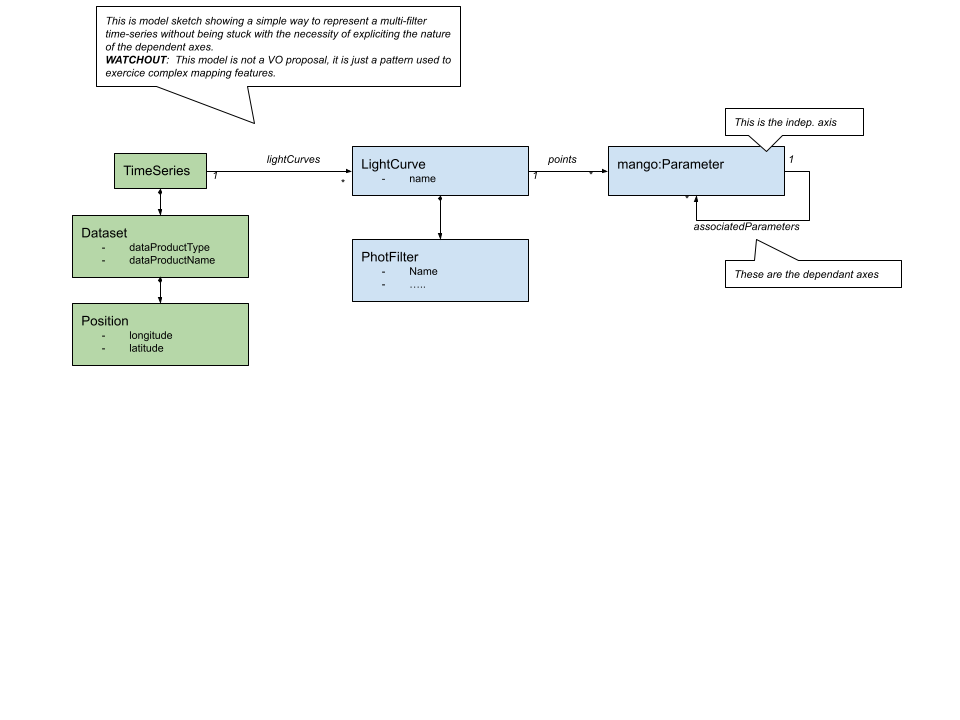 This is model sketch showing a simple way to represent a multi-filter
time-series without being stuck with the necessity of expliciting the nature
of the dependent axes.
WATCHOUT:  This model is not a VO proposal, it is just a pattern used to
exercice complex mapping features.
This is the indep. axis
TimeSeries
1
lightCurves
*
LightCurve
- name
1
points
*
mango:Parameter
1
*
associatedParameters
Dataset
- dataProductType
- dataProductName
PhotFilter
- Name
- .....
These are the dependant axes
Position
- longitude
- latitude